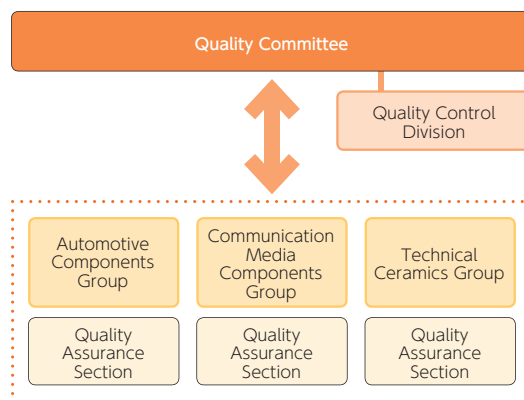 Quality Committee
Quality Control
Division
Automotive
Components
Group
Communication
Media
Components
Group
Technical
Ceramics Group
Quality
Assurance
Section
Quality
Assurance
Section
Quality
Assurance
Section